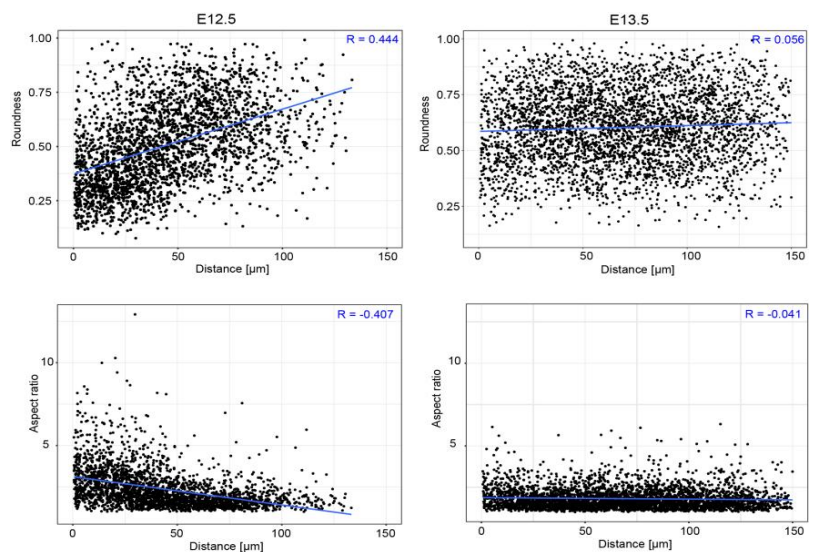 E12.5
E13.5
R = 0.444
R = 0.056
Roundness
1.00
0.75
0.50
0.25
0
50
100
150
Distance [µm]
Roundness
1.00
0.75
0.50
0.25
0
50
100
150
Distance [µm]
R = -0.407
R = -0.041
Aspect ratio
10
5
0
50
100
150
Distance [µm]
Aspect ratio
10
5
0
50
100
150
Distance [µm]